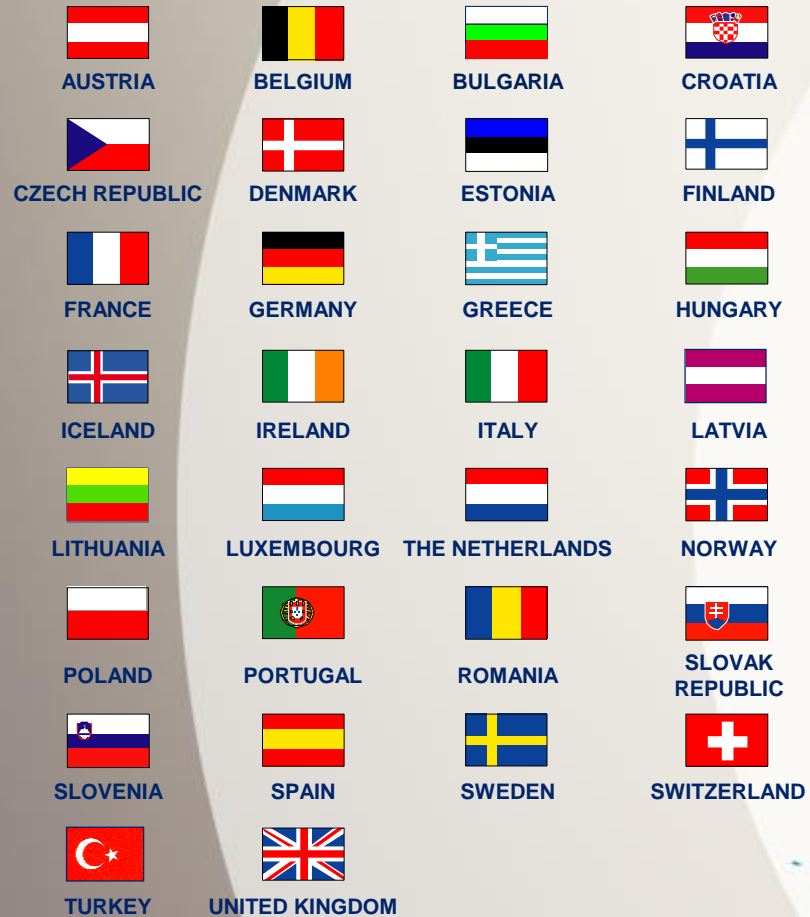 AUSTRIA
BELGIUM
BULGARIA
CROATIA
CZECH REPUBLIC
DENMARK
ESTONIA
FINLAND
FRANCE
GERMANY
GREECE
HUNGARY
ICELAND
IRELAND
ITALY
LATVIA
LITHUANIA
LUXEMBOURG
THE NETHERLANDS
NORWAY
POLAND
PORTUGAL
ROMANIA
SLOVAK
REPUBLIC
SLOVENIA
SPAIN
SWEDEN
SWITZERLAND
TURKEY
UNITED KINGDOM